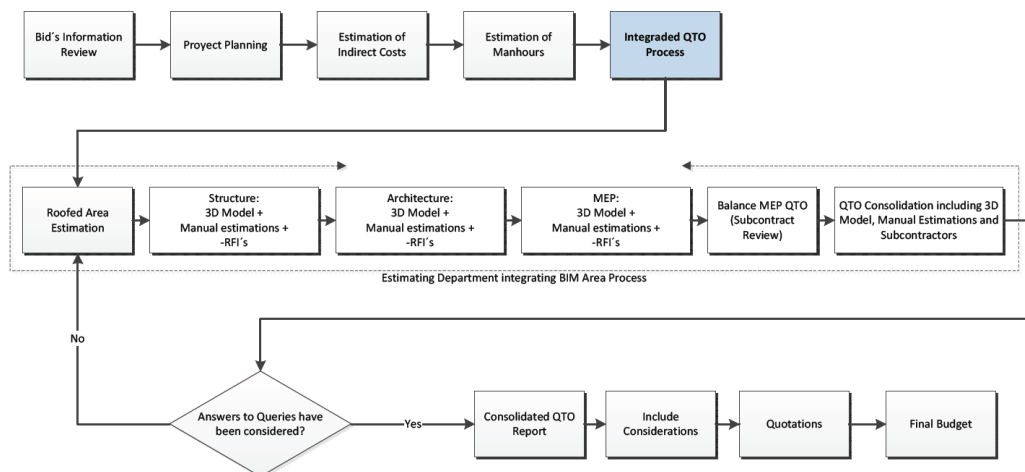 Bid´s Information
Review
Proyect Planning
Estimation of
Indirect Costs
Estimation of
Manhours
Integraded QTO
Process
Roofed Area
Estimation
Structure:
3D Model +
Manual estimations +
-RFI´s
Architecture:
3D Model +
Manual estimations +
-RFI´s
MEP:
3D Model +
Manual estimations +
-RFI´s
Balance MEP QTO
(Subcontract
Review)
QTO Consolidation including 3D
Model, Manual Estimations and
Subcontractors
Estimating Department integrating BIM Area Process
No
Answers to Queries have
been considered?
Yes
Consolidated QTO
Report
Include
Considerations
Quotations
Final Budget